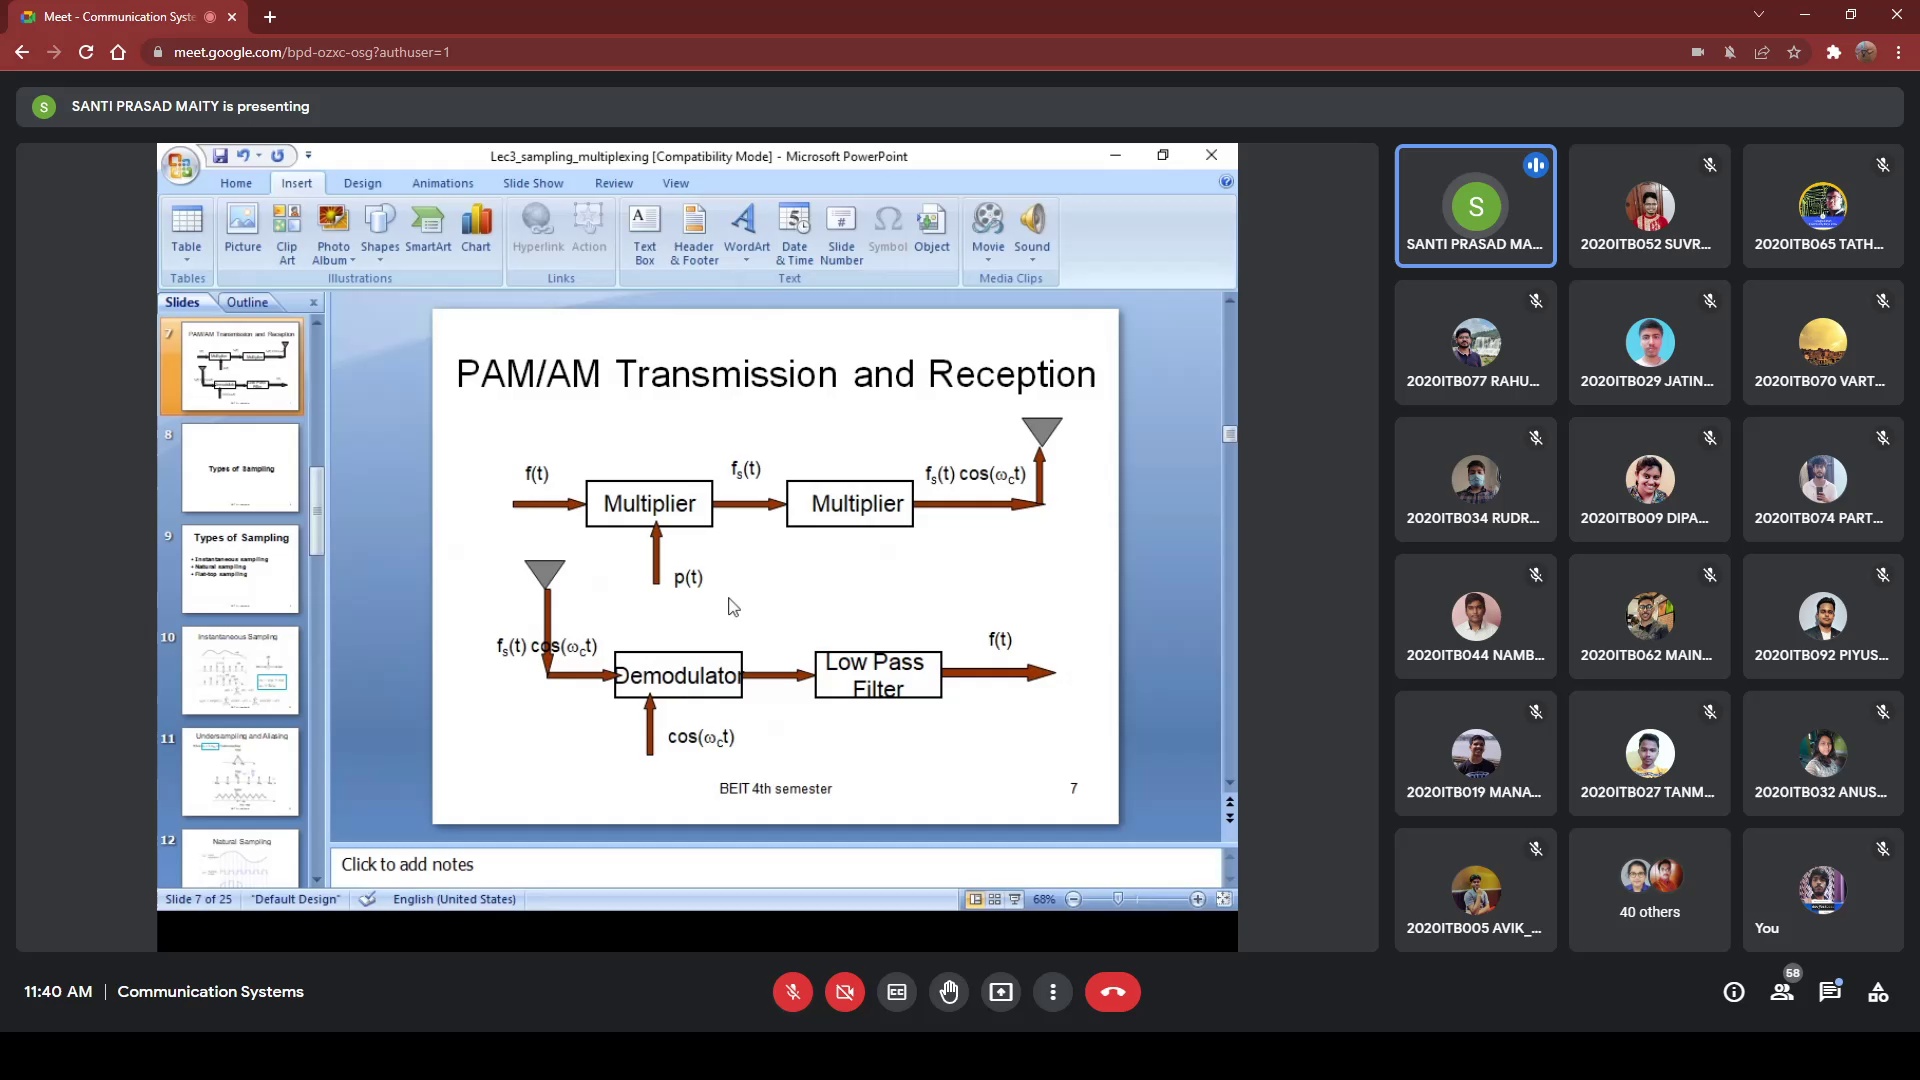 Meet - Communication Syst
meet.google.com/bpd-ozxc-osg?authuser=1
S
SANTI PRASAD MAITY is presenting
Lec3_sampling_multiplexing [Compatibility Mode] - Microsoft PowerPoint
Home Insert Design Animations Slide Show Review View
Table
Picture
Clip Art
Photo Album
Shapes
SmartArt
Chart
Hyperlink
Action
Text Box
Header & Footer
WordArt
Date & Time
Slide Number
Symbol
Object
Movie
Sound
Tables
Illustrations
Links
Text
Media Clips
Slides Outline
7
PAM/AM Transmission and Reception
8
Types of Sampling
9
Types of Sampling
• Instantaneous sampling
• Natural sampling
• Flat-top sampling
10
Instantaneous Sampling
11
Undersampling and Aliasing
12
Natural Sampling
PAM/AM Transmission and Reception
f(t)
Multiplier
fs(t)
Multiplier
fs(t) cos(ωct)
p(t)
fs(t) cos(ωct)
Demodulator
Low Pass
Filter
f(t)
cos(ωct)
BEIT 4th semester
7
Click to add notes
Slide 7 of 25
"Default Design"
English (United States)
68%
S
SANTI PRASAD MA...
2020ITB052 SUVR...
2020ITB065 TATH...
2020ITB077 RAHU...
2020ITB029 JATIN...
2020ITB070 VART...
2020ITB034 RUDR...
2020ITB009 DIPA...
2020ITB074 PART...
2020ITB044 NAMB...
2020ITB062 MAIN...
2020ITB092 PIYUS...
2020ITB019 MANA...
2020ITB027 TANM...
2020ITB032 ANUS...
2020ITB005 AVIK_...
40 others
You
11:40 AM | Communication Systems
58